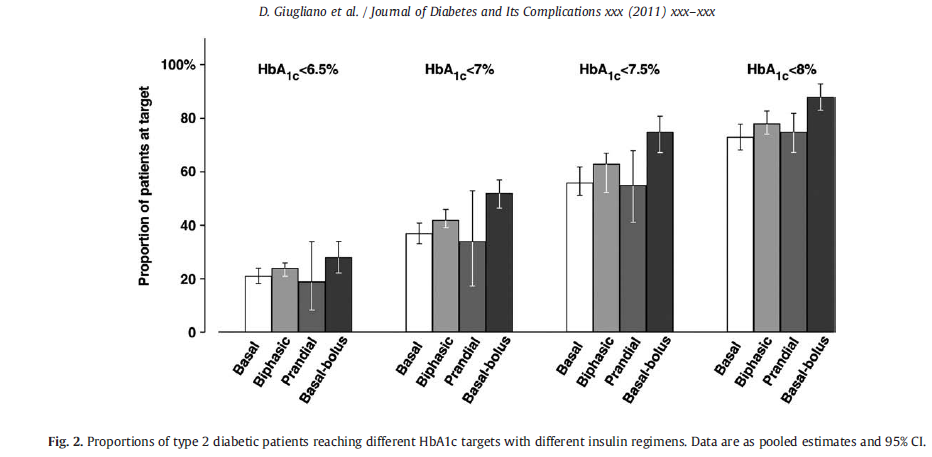 D. Giugliano et al. / Journal of Diabetes and Its Complications xxx (2011) xxx–xxx
HbA1c<6.5% HbA1c<7% HbA1c<7.5% HbA1c<8%
Proportion of patients at target
100%
80
60
40
20
0
Basal Biphasic Prandial Basal-bolus Basal Biphasic Prandial Basal-bolus Basal Biphasic Prandial Basal-bolus Basal Biphasic Prandial Basal-bolus
Fig. 2. Proportions of type 2 diabetic patients reaching different HbA1c targets with different insulin regimens. Data are as pooled estimates and 95% CI.